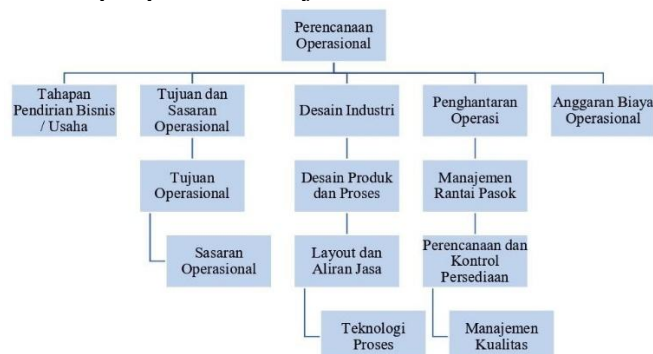 Perencanaan
Operasional
Tahapan
Pendirian Bisnis
/ Usaha
Tujuan dan
Sasaran
Operasional
Desain Industri
Penghantaran
Operasi
Anggaran Biaya
Operasional
Tujuan
Operasional
Desain Produk
dan Proses
Manajemen
Rantai Pasok
Sasaran
Operasional
Layout dan
Aliran Jasa
Perencanaan dan
Kontrol
Persediaan
Teknologi
Proses
Manajemen
Kualitas